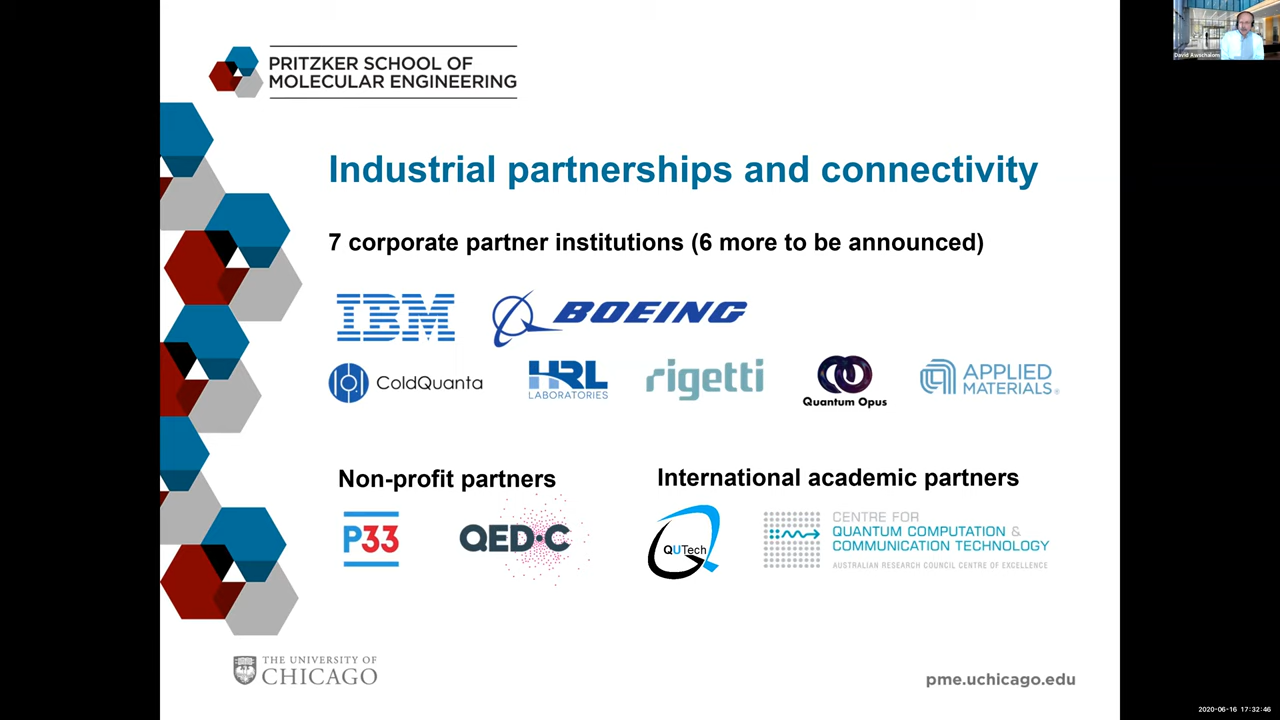 PRITZKER SCHOOL OF
MOLECULAR ENGINEERING
David Awschalom
Industrial partnerships and connectivity
7 corporate partner institutions (6 more to be announced)
IBM
BOEING
ColdQuanta
HRL
LABORATORIES
rigetti
Quantum Opus
APPLIED
MATERIALS®
Non-profit partners
International academic partners
P33
QED·C
QUTech
CENTRE FOR
QUANTUM COMPUTATION &
COMMUNICATION TECHNOLOGY
AUSTRALIAN RESEARCH COUNCIL CENTRE OF EXCELLENCE
THE UNIVERSITY OF
CHICAGO
pme.uchicago.edu
2020-06-16 17:32:46